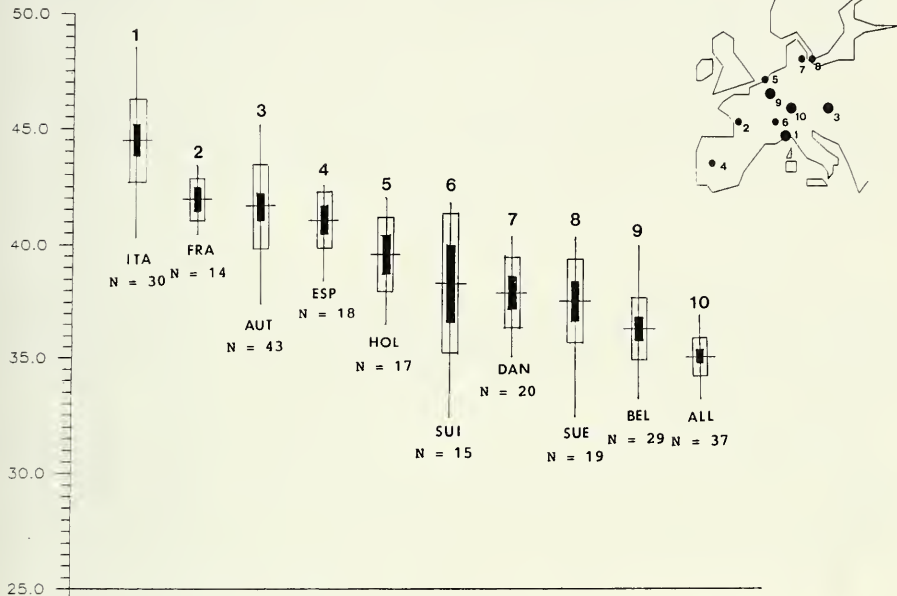 50.0
45.0
40.0
35.0
30.0
25.0
1
ITA
N = 30
2
FRA
N = 14
3
AUT
N = 43
4
ESP
N = 18
5
HOL
N = 17
6
SUI
N = 15
7
DAN
N = 20
8
SUE
N = 19
9
BEL
N = 29
10
ALL
N = 37
7
8
5
9
10
3
2
6
1
4